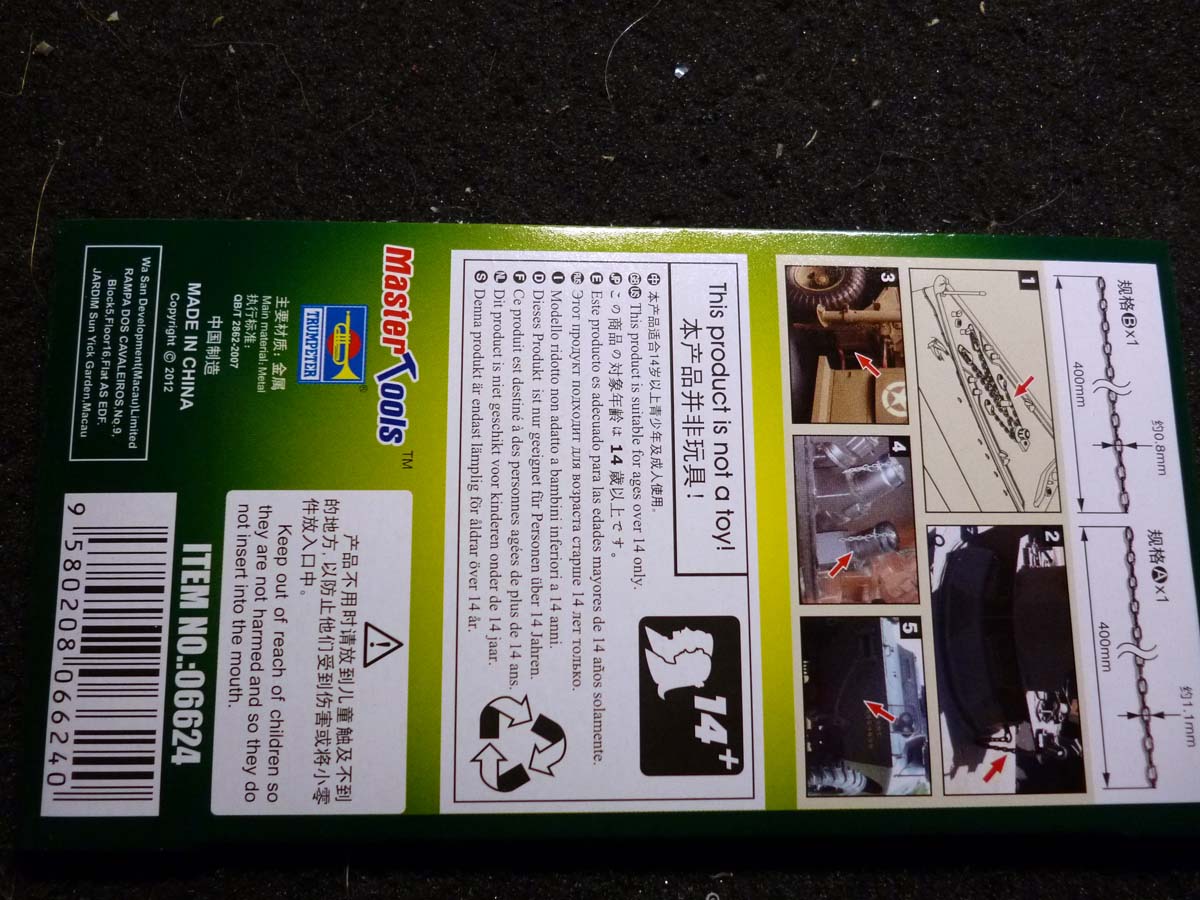 规格Bx1
400mm
约0.8mm
规格Ax1
400mm
约1.1mm
1
2
3
4
5
This product is not a toy!
本产品并非玩具！
14+
中 本产品适合14岁以上青少年及成人使用。
GB/US This product is suitable for ages over 14 only.
JP この商品の対象年齢は 14 歳以上です。
E Este producto es adecuado para las edades mayores de 14 años solamente.
RUS Этот продукт подходит для возраста старше 14 лет только.
I Modello ridotto non adatto a bambini inferiori a 14 anni.
D Dieses Produkt ist nur geeignet für Personen über 14 Jahren.
F Ce produit est destiné à des personnes agées de plus de 14 ans.
NL Dit product is niet geschikt voor kinderen onder de 14 jaar.
S Denna produkt är endast lämplig för åldrar över 14 år.
Master Tools TM
TRUMPETER ®
主要材质：金属
Main material: Metal
执行标准：
QB/T 2862-2007
中国制造
MADE IN CHINA
Copyright © 2012
Wa San Development(Macau)Limited
RAMPA DOS CAVALEIROS.No,9,
Block5,Floor16,Flat AS EDF,
JARDIM Sun Yick Garden,Macau
产品不用时请放到儿童触及不到
的地方，以防止他们受到伤害或将小零
件放入口中。
Keep out of reach of children so
they are not harmed and so they do
not insert into the mouth.
ITEM NO.:06624
9 580208 066240